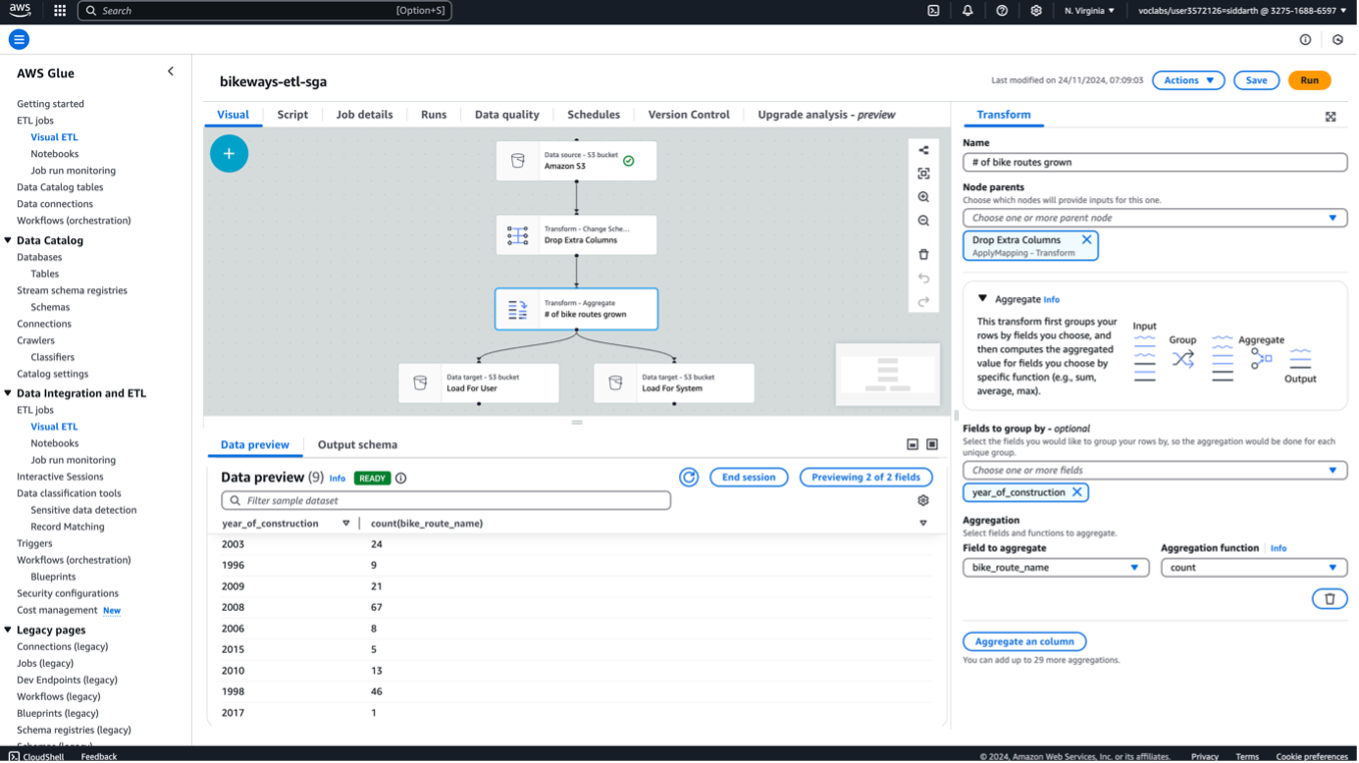 aws
Search [Option+S]
N. Virginia
voclabs/user3572126=siddarth @ 3275-1688-6597
AWS Glue
Getting started
ETL jobs
Visual ETL
Notebooks
Job run monitoring
Data Catalog tables
Data connections
Workflows (orchestration)
Data Catalog
Databases
Tables
Stream schema registries
Schemas
Connections
Crawlers
Classifiers
Catalog settings
Data Integration and ETL
ETL jobs
Visual ETL
Notebooks
Job run monitoring
Interactive Sessions
Data classification tools
Sensitive data detection
Record Matching
Triggers
Workflows (orchestration)
Blueprints
Security configurations
Cost management New
Legacy pages
Connections (legacy)
Jobs (legacy)
Dev Endpoints (legacy)
Workflows (legacy)
Blueprints (legacy)
Schema registries (legacy)
bikeways-etl-sga
Last modified on 24/11/2024, 07:09:03
Actions
Save
Run
Visual Script Job details Runs Data quality Schedules Version Control Upgrade analysis - preview
Data source - S3 bucket
Amazon S3
Transform - Change Sche...
Drop Extra Columns
Transform - Aggregate
# of bike routes grown
Data target - S3 bucket
Load For User
Data target - S3 bucket
Load For System
Data preview Output schema
Data preview (9) Info READY
End session
Previewing 2 of 2 fields
Filter sample dataset
year_of_construction count(bike_route_name)
2003 24
1996 9
2009 21
2008 67
2006 8
2015 5
2010 13
1998 46
2017 1
Transform
Name
# of bike routes grown
Node parents
Choose which nodes will provide inputs for this one.
Choose one or more parent node
Drop Extra Columns
ApplyMapping - Transform
Aggregate Info
This transform first groups your
rows by fields you choose, and
then computes the aggregated
value for fields you choose by
specific function (e.g., sum,
average, max).
Input
Group
Aggregate
Output
Fields to group by - optional
Select the fields you would like to group your rows by, so the aggregation would be done for each
unique group.
Choose one or more fields
year_of_construction
Aggregation
Select fields and functions to aggregate.
Field to aggregate Aggregation function Info
bike_route_name count
Aggregate an column
You can add up to 29 more aggregations.
CloudShell Feedback
© 2024, Amazon Web Services, Inc. or its affiliates. Privacy Terms Cookie preferences